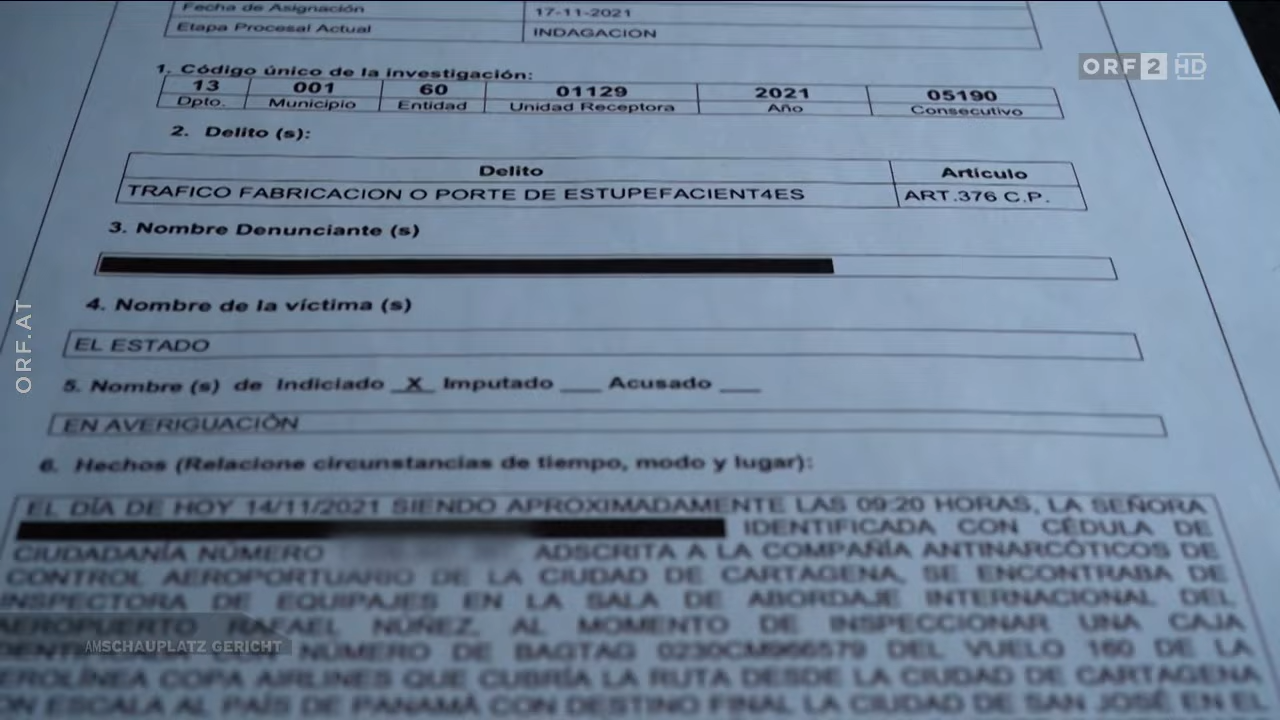 Fecha de Asignación 17-11-2021
Etapa Procesal Actual INDAGACION
ORF 2 HD
1. Código único de la investigación:
13 001 60 01129 2021 05190
Dpto. Municipio Entidad Unidad Receptora Año Consecutivo
2. Delito (s):
Delito Artículo
TRAFICO FABRICACION O PORTE DE ESTUPEFACIENT4ES ART.376 C.P.
3. Nombre Denunciante (s)
4. Nombre de la víctima (s)
ORF.AT
EL ESTADO
5. Nombre (s) de Indiciado _X_ Imputado ___ Acusado ___
EN AVERIGUACIÓN
6. Hechos (Relacione circunstancias de tiempo, modo y lugar):
EL DÍA DE HOY 14/11/2021 SIENDO APROXIMADAMENTE LAS 09:20 HORAS, LA SEÑORA
IDENTIFICADA CON CÉDULA DE
CIUDADANÍA NÚMERO ADSCRITA A LA COMPAÑÍA ANTINARCÓTICOS DE
CONTROL AEROPORTUARIO DE LA CIUDAD DE CARTAGENA, SE ENCONTRABA DE
INSPECTORA DE EQUIPAJES EN LA SALA DE ABORDAJE INTERNACIONAL DEL
AEROPUERTO RAFAEL NÚÑEZ, AL MOMENTO DE INSPECCIONAR UNA CAJA
AM SCHAUPLATZ GERICHT
NÚMERO DE BAGTAG DEL VUELO 160 DE LA
AEROLÍNEA COPA AIRLINES QUE CUBRÍA LA RUTA DESDE LA CIUDAD DE CARTAGENA
CON ESCALA AL PAÍS DE PANAMÁ CON DESTINO FINAL LA CIUDAD DE SAN JOSÉ EN EL